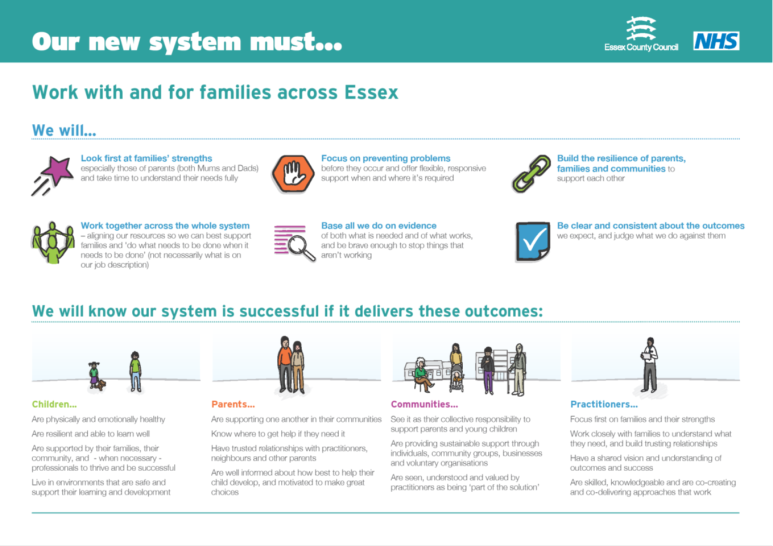 Our new system must...
Essex County Council
NHS
Work with and for families across Essex
We will...
Look first at families' strengths
especially those of parents (both Mums and Dads)
and take time to understand their needs fully
Focus on preventing problems
before they occur and offer flexible, responsive
support when and where it's required
Build the resilience of parents,
families and communities to
support each other
Work together across the whole system
– aligning our resources so we can best support
families and 'do what needs to be done when it
needs to be done' (not necessarily what is on
our job description)
Base all we do on evidence
of both what is needed and of what works,
and be brave enough to stop things that
aren't working
Be clear and consistent about the outcomes
we expect, and judge what we do against them
We will know our system is successful if it delivers these outcomes:
Children...
Are physically and emotionally healthy
Are resilient and able to learn well
Are supported by their families, their
community, and - when necessary -
professionals to thrive and be successful
Live in environments that are safe and
support their learning and development
Parents...
Are supporting one another in their communities
Know where to get help if they need it
Have trusted relationships with practitioners,
neighbours and other parents
Are well informed about how best to help their
child develop, and motivated to make great
choices
Communities...
See it as their collective responsibility to
support parents and young children
Are providing sustainable support through
individuals, community groups, businesses
and voluntary organisations
Are seen, understood and valued by
practitioners as being 'part of the solution'
Practitioners...
Focus first on families and their strengths
Work closely with families to understand what
they need, and build trusting relationships
Have a shared vision and understanding of
outcomes and success
Are skilled, knowledgeable and are co-creating
and co-delivering approaches that work